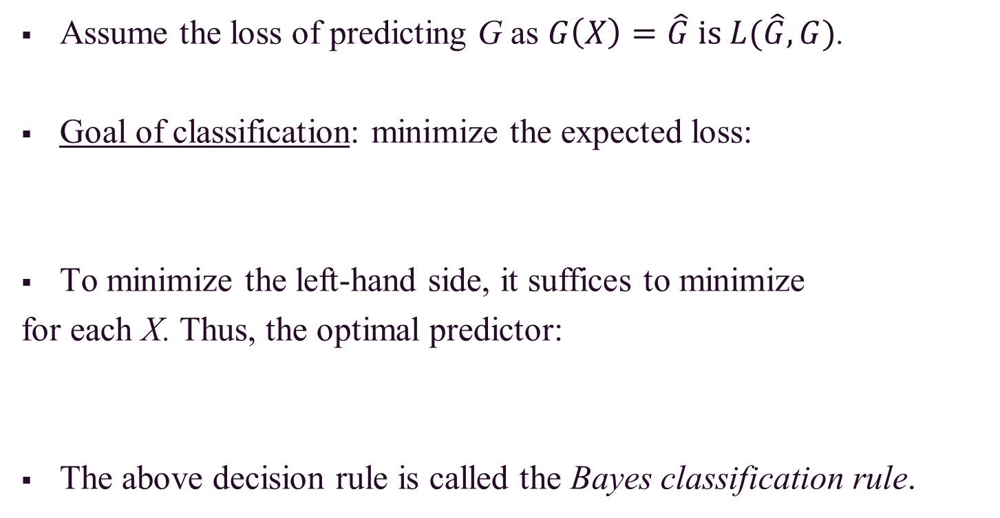 ▪ Assume the loss of predicting G as G(X) = Ĝ is L(Ĝ, G).
▪ Goal of classification: minimize the expected loss:
▪ To minimize the left-hand side, it suffices to minimize
for each X. Thus, the optimal predictor:
▪ The above decision rule is called the Bayes classification rule.